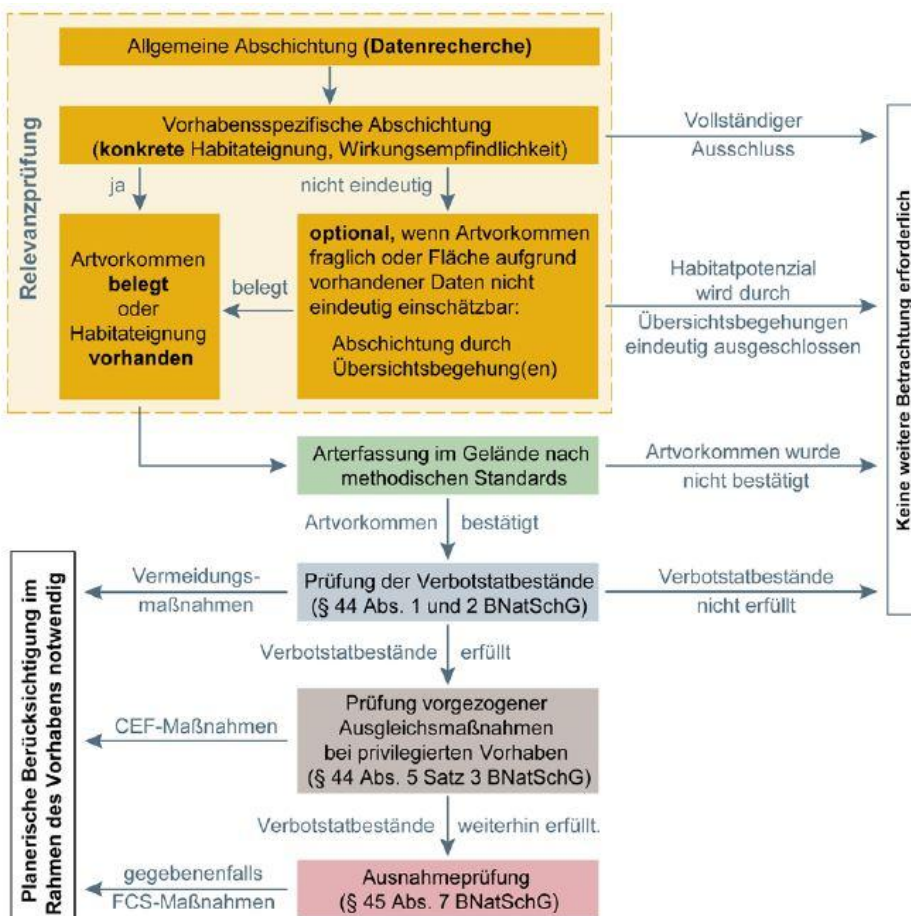 Relevanzprüfung
Allgemeine Abschichtung (Datenrecherche)
Vorhabensspezifische Abschichtung
(konkrete Habitateignung, Wirkungsempfindlichkeit)
Vollständiger
Ausschluss
ja
nicht eindeutig
Artvorkommen
belegt
oder
Habitateignung
vorhanden
belegt
optional, wenn Artvorkommen
fraglich oder Fläche aufgrund
vorhandener Daten nicht
eindeutig einschätzbar:
Abschichtung durch
Übersichtsbegehung(en)
Habitatpotenzial
wird durch
Übersichtsbegehungen
eindeutig ausgeschlossen
Keine weitere Betrachtung erforderlich
Arterfassung im Gelände nach
methodischen Standards
Artvorkommen wurde
nicht bestätigt
Artvorkommen bestätigt
Planerische Berücksichtigung im
Rahmen des Vorhabens notwendig
Vermeidungs-
maßnahmen
Prüfung der Verbotstatbestände
(§ 44 Abs. 1 und 2 BNatSchG)
Verbotstatbestände
nicht erfüllt
Verbotstatbestände erfüllt
CEF-Maßnahmen
Prüfung vorgezogener
Ausgleichsmaßnahmen
bei privilegierten Vorhaben
(§ 44 Abs. 5 Satz 3 BNatSchG)
Verbotstatbestände weiterhin erfüllt.
gegebenenfalls
FCS-Maßnahmen
Ausnahmeprüfung
(§ 45 Abs. 7 BNatSchG)